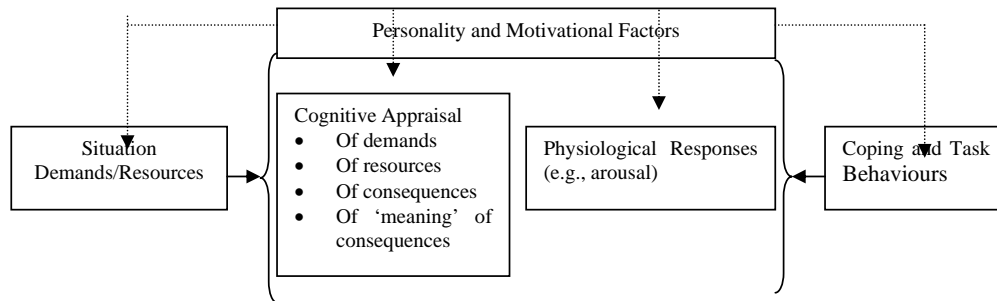 Personality and Motivational Factors
Situation
Demands/Resources
Cognitive Appraisal
• Of demands
• Of resources
• Of consequences
• Of ‘meaning’ of
consequences
Physiological Responses
(e.g., arousal)
Coping and Task
Behaviours